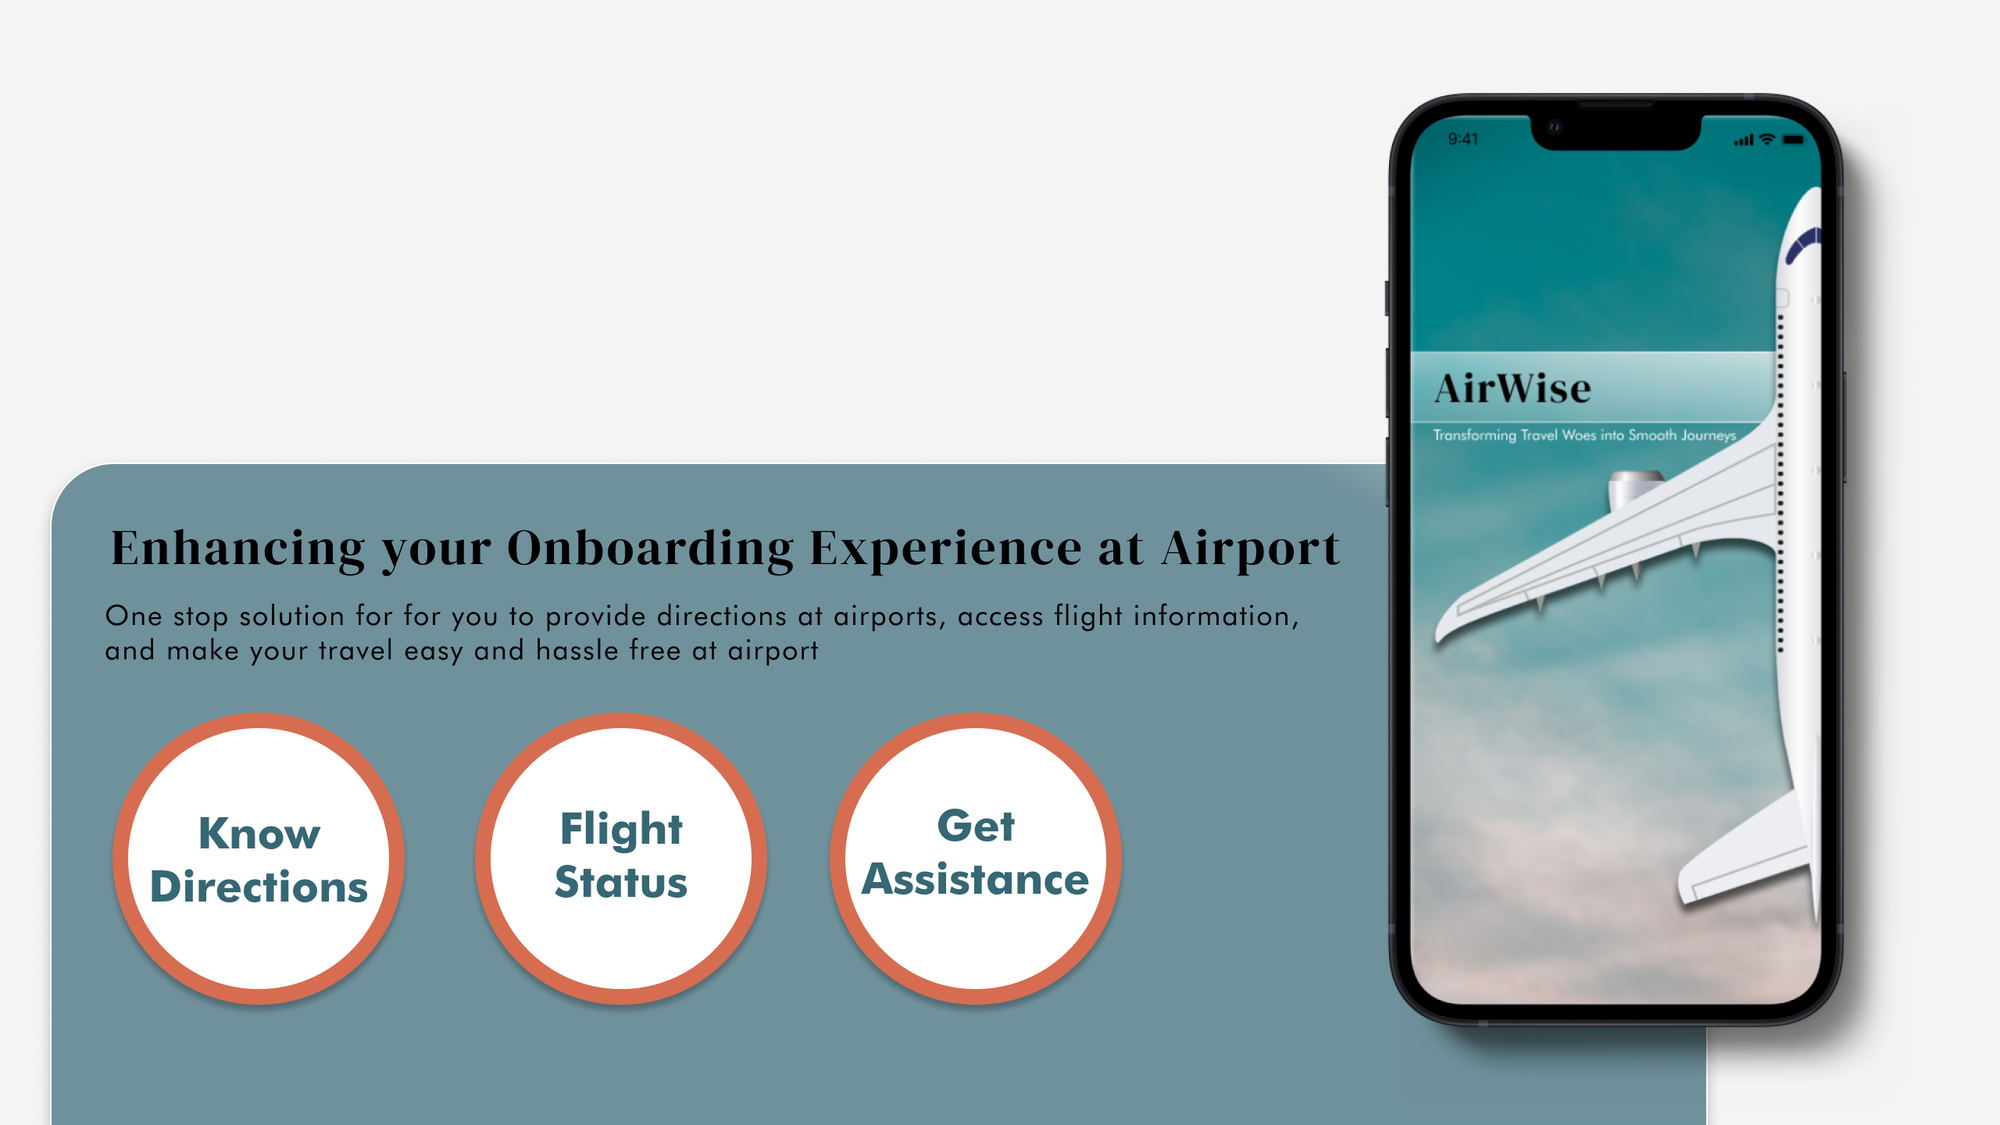 9:41
AirWise
Transforming Travel Woes into Smooth Journeys
Enhancing your Onboarding Experience at Airport
One stop solution for for you to provide directions at airports, access flight information,
and make your travel easy and hassle free at airport
Know
Directions
Flight
Status
Get
Assistance